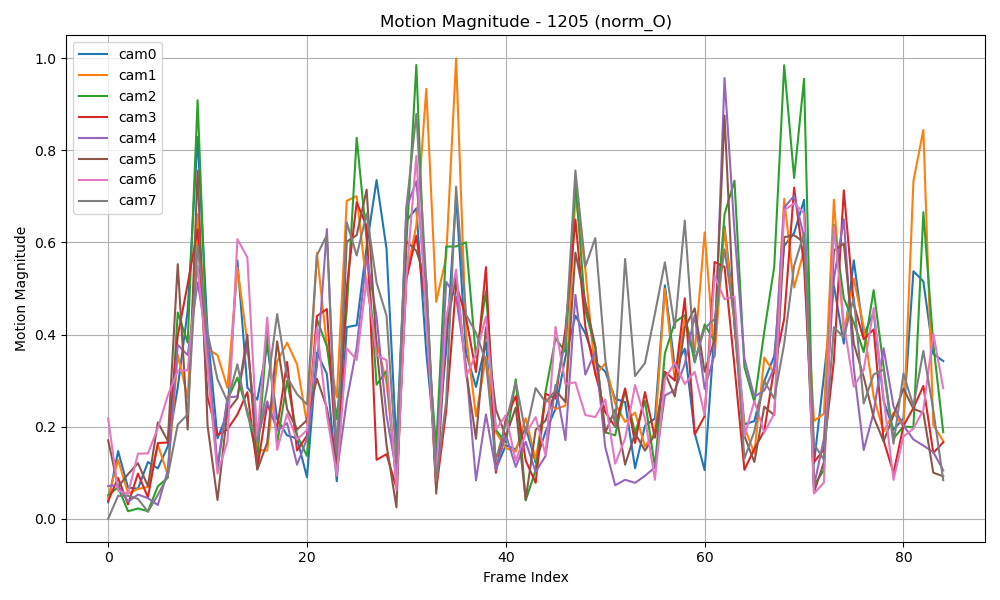 Motion Magnitude - 1205 (norm_O)
cam0
cam1
cam2
cam3
cam4
cam5
cam6
cam7
Motion Magnitude
1.0
0.8
0.6
0.4
0.2
0.0
0 20 40 60 80
Frame Index